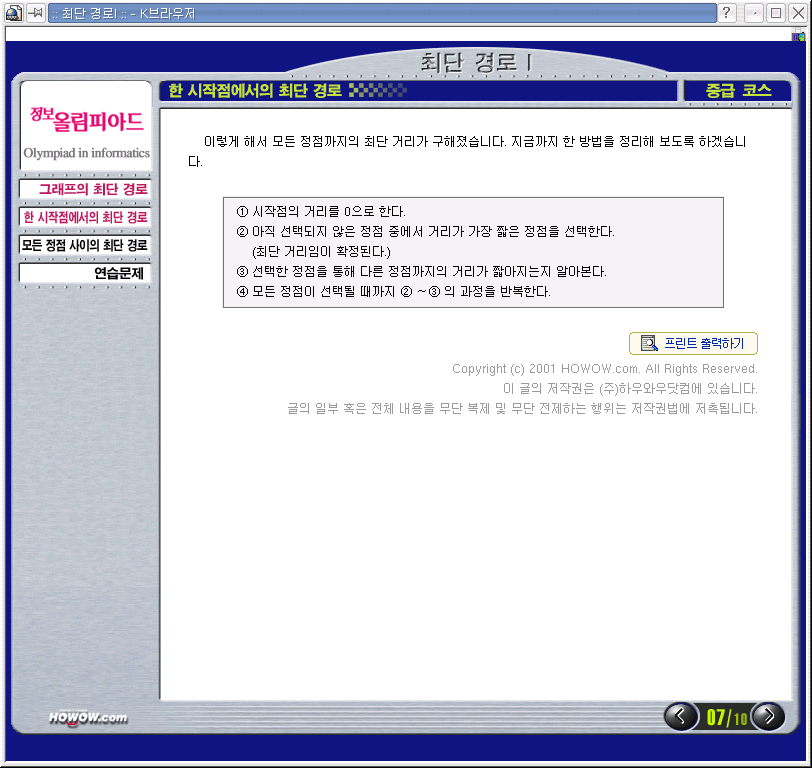 :: 최단 경로I :: - K브라우저
최단 경로 I
한 시작점에서의 최단 경로
중급 코스
정보올림피아드
Olympiad in informatics
그래프의 최단 경로
한 시작점에서의 최단 경로
모든 정점 사이의 최단 경로
연습문제
이렇게 해서 모든 정점까지의 최단 거리가 구해졌습니다. 지금까지 한 방법을 정리해 보도록 하겠습니
다.
① 시작점의 거리를 0으로 한다.
② 아직 선택되지 않은 정점 중에서 거리가 가장 짧은 정점을 선택한다.
(최단 거리임이 확정된다.)
③ 선택한 정점을 통해 다른 정점까지의 거리가 짧아지는지 알아본다.
④ 모든 정점이 선택될 때까지 ② ~③ 의 과정을 반복한다.
프린트 출력하기
Copyright (c) 2001 HOWOW.com. All Rights Reserved.
이 글의 저작권은 (주)하우와우닷컴에 있습니다.
글의 일부 혹은 전체 내용을 무단 복제 및 무단 전제하는 행위는 저작권법에 저촉됩니다.
HOWOW.com
07/10